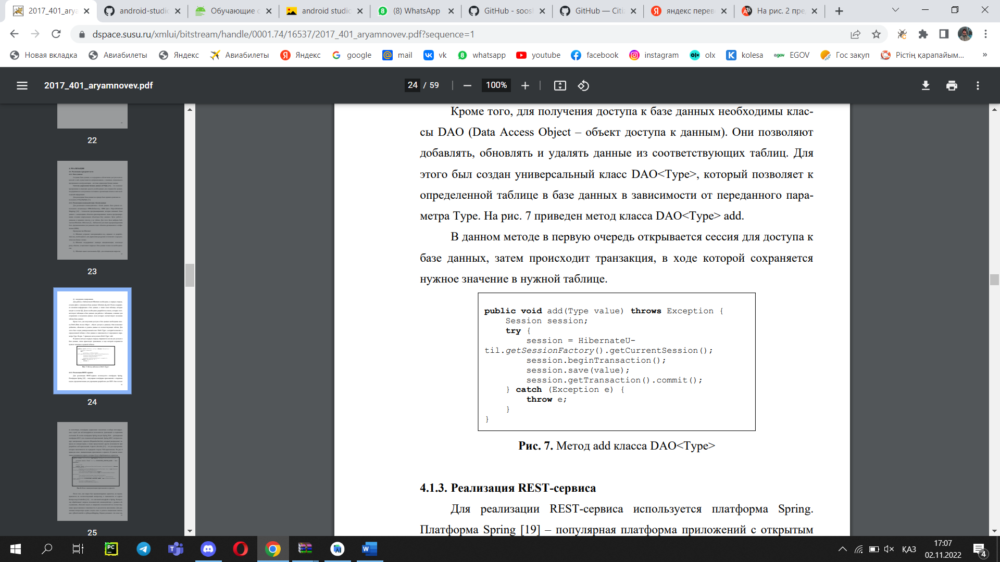 2017_401_arya
android-studio
Обучающие
android studio
(8) WhatsApp
GitHub - soos
GitHub — Citi
яндекс перев
На рис. 2 пре
dspace.susu.ru/xmlui/bitstream/handle/0001.74/16537/2017_401_aryamnovev.pdf?sequence=1
Новая вкладка
Авиабилеты
Яндекс
Авиабилеты
Яндекс
google
mail
vk
whatsapp
youtube
facebook
instagram
olx
kolesa
EGOV
Гос закуп
Рістің қарапайым...
»
2017_401_aryamnovev.pdf
24 / 59
100%
22
23
24
25
Кроме того, для получения доступа к базе данных необходимы клас-
сы DAO (Data Access Object – объект доступа к данным). Они позволяют
добавлять, обновлять и удалять данные из соответствующих таблиц. Для
этого был создан универсальный класс DAO<Type>, который позволяет к
определенной таблице в базе данных в зависимости от переданного пара-
метра Type. На рис. 7 приведен метод класса DAO<Type> add.
В данном методе в первую очередь открывается сессия для доступа к
базе данных, затем происходит транзакция, в ходе которой сохраняется
нужное значение в нужной таблице.
public void add(Type value) throws Exception {
Session session;
try {
session = HibernateU-
til.getSessionFactory().getCurrentSession();
session.beginTransaction();
session.save(value);
session.getTransaction().commit();
} catch (Exception e) {
throw e;
}
}
Рис. 7. Метод add класса DAO<Type>
4.1.3. Реализация REST-сервиса
Для реализации REST-сервиса используется платформа Spring.
Платформа Spring [19] – популярная платформа приложений с открытым
ҚАЗ
17:07
02.11.2022
4